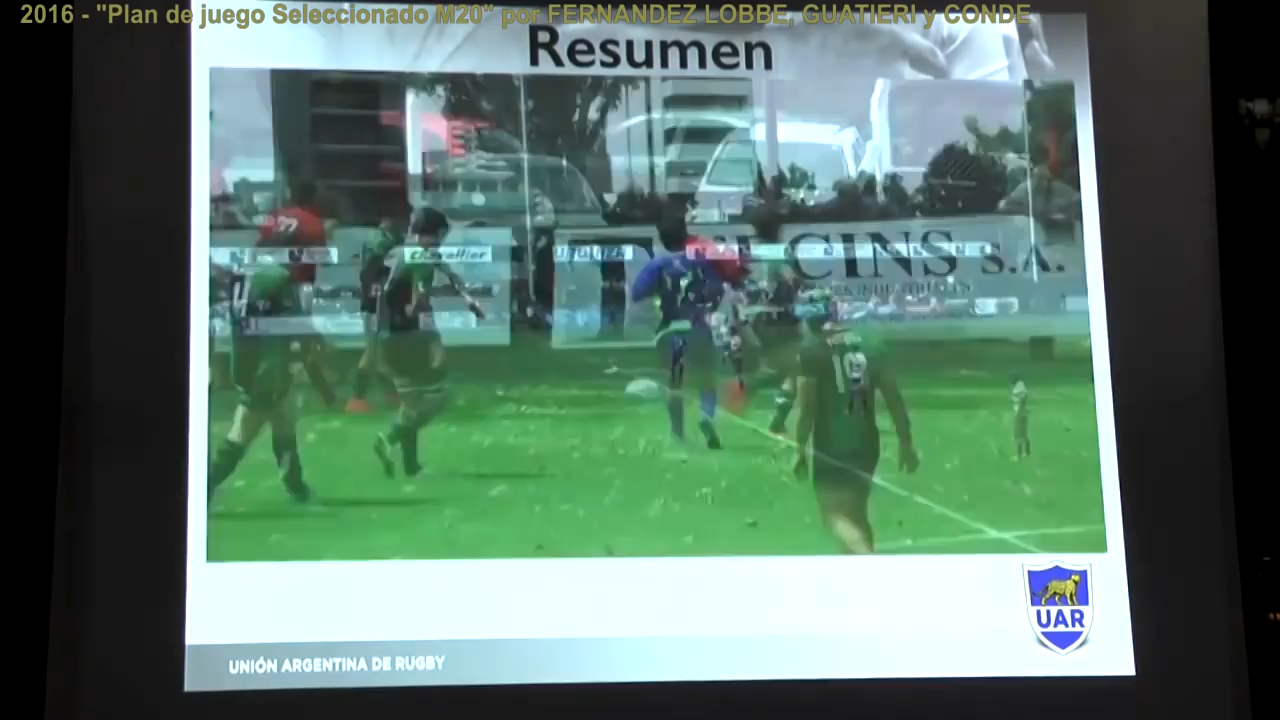 2016 - "Plan de juego Seleccionado M20" por FERNANDEZ LOBBE, GUATIERI y CONDE
Resumen
Chevallier
CINS S.A.
19
UAR
UNIÓN ARGENTINA DE RUGBY